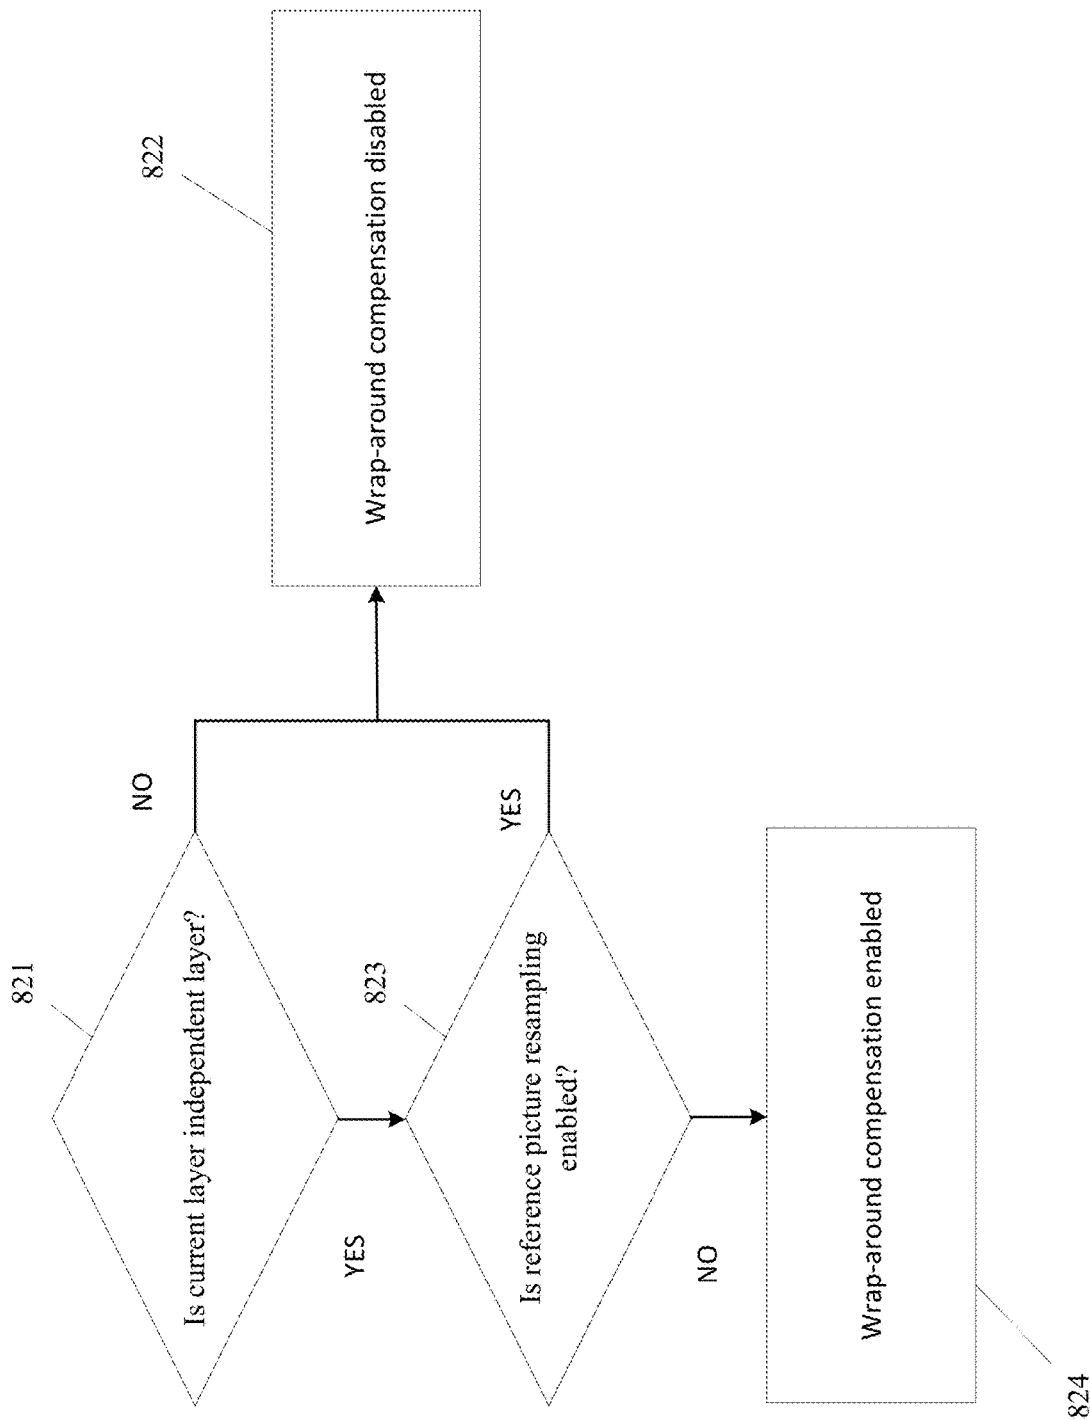 821
Is current layer independent layer?
NO
YES
822
Wrap-around compensation disabled
823
Is reference picture resampling
enabled?
YES
NO
Wrap-around compensation enabled
824